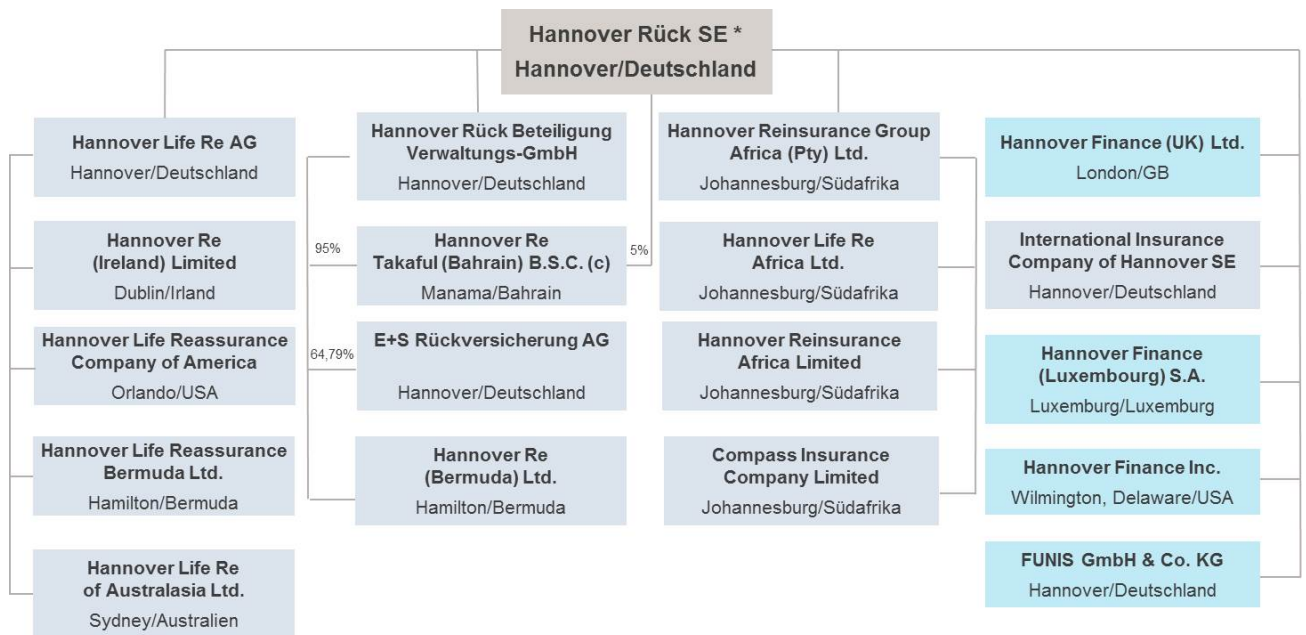 Hannover Rück SE *
Hannover/Deutschland
Hannover Life Re AG
Hannover/Deutschland
Hannover Re
(Ireland) Limited
Dublin/Irland
Hannover Life Reassurance
Company of America
Orlando/USA
Hannover Life Reassurance
Bermuda Ltd.
Hamilton/Bermuda
Hannover Life Re
of Australasia Ltd.
Sydney/Australien
Hannover Rück Beteiligung
Verwaltungs-GmbH
Hannover/Deutschland
95%
Hannover Re
Takaful (Bahrain) B.S.C. (c)
Manama/Bahrain
5%
64,79%
E+S Rückversicherung AG
Hannover/Deutschland
Hannover Re
(Bermuda) Ltd.
Hamilton/Bermuda
Hannover Reinsurance Group
Africa (Pty) Ltd.
Johannesburg/Südafrika
Hannover Life Re
Africa Ltd.
Johannesburg/Südafrika
Hannover Reinsurance
Africa Limited
Johannesburg/Südafrika
Compass Insurance
Company Limited
Johannesburg/Südafrika
Hannover Finance (UK) Ltd.
London/GB
International Insurance
Company of Hannover SE
Hannover/Deutschland
Hannover Finance
(Luxembourg) S.A.
Luxemburg/Luxemburg
Hannover Finance Inc.
Wilmington, Delaware/USA
FUNIS GmbH & Co. KG
Hannover/Deutschland